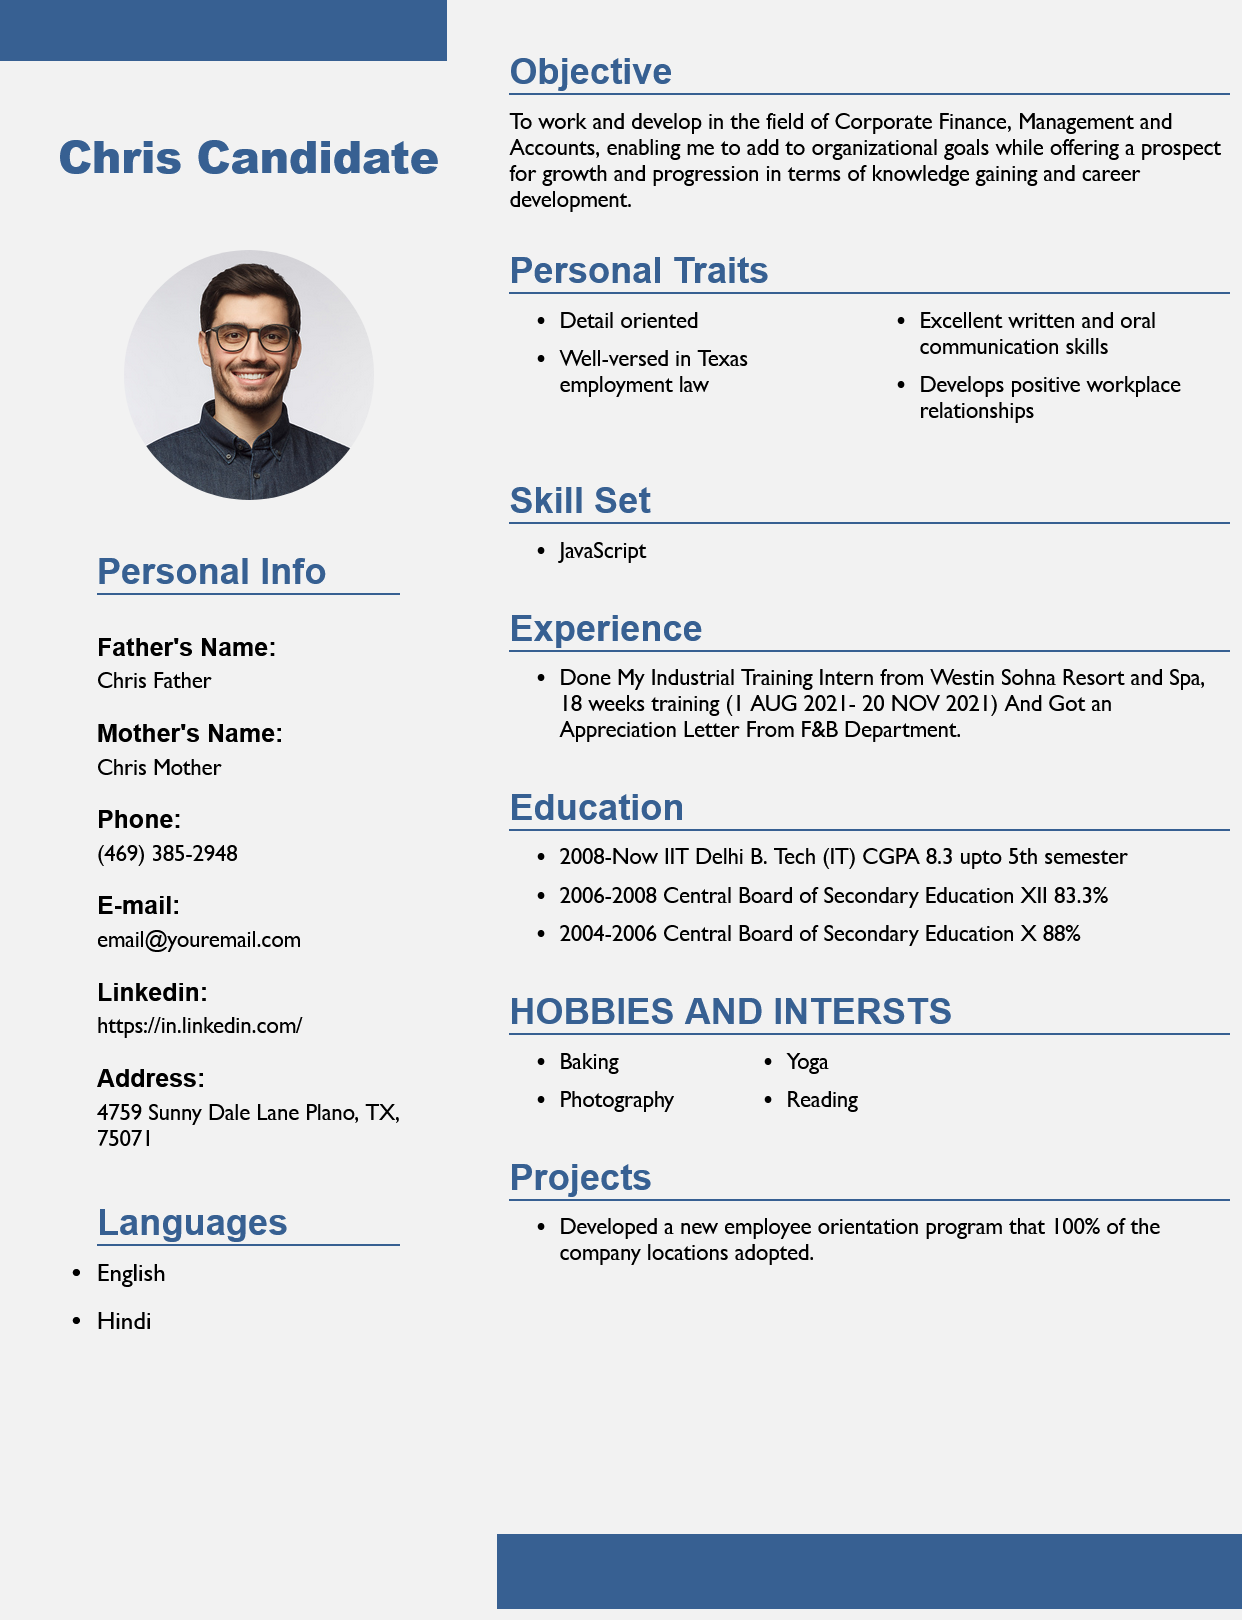 Chris Candidate
Personal Info
Father's Name:
Chris Father
Mother's Name:
Chris Mother
Phone:
(469) 385-2948
E-mail:
email@youremail.com
Linkedin:
https://in.linkedin.com/
Address:
4759 Sunny Dale Lane Plano, TX,
75071
Languages
• English
• Hindi
Objective
To work and develop in the field of Corporate Finance, Management and
Accounts, enabling me to add to organizational goals while offering a prospect
for growth and progression in terms of knowledge gaining and career
development.
Personal Traits
• Detail oriented
• Well-versed in Texas
employment law
• Excellent written and oral
communication skills
• Develops positive workplace
relationships
Skill Set
• JavaScript
Experience
• Done My Industrial Training Intern from Westin Sohna Resort and Spa,
18 weeks training (1 AUG 2021- 20 NOV 2021) And Got an
Appreciation Letter From F&B Department.
Education
• 2008-Now IIT Delhi B. Tech (IT) CGPA 8.3 upto 5th semester
• 2006-2008 Central Board of Secondary Education XII 83.3%
• 2004-2006 Central Board of Secondary Education X 88%
HOBBIES AND INTERSTS
• Baking
• Photography
• Yoga
• Reading
Projects
• Developed a new employee orientation program that 100% of the
company locations adopted.